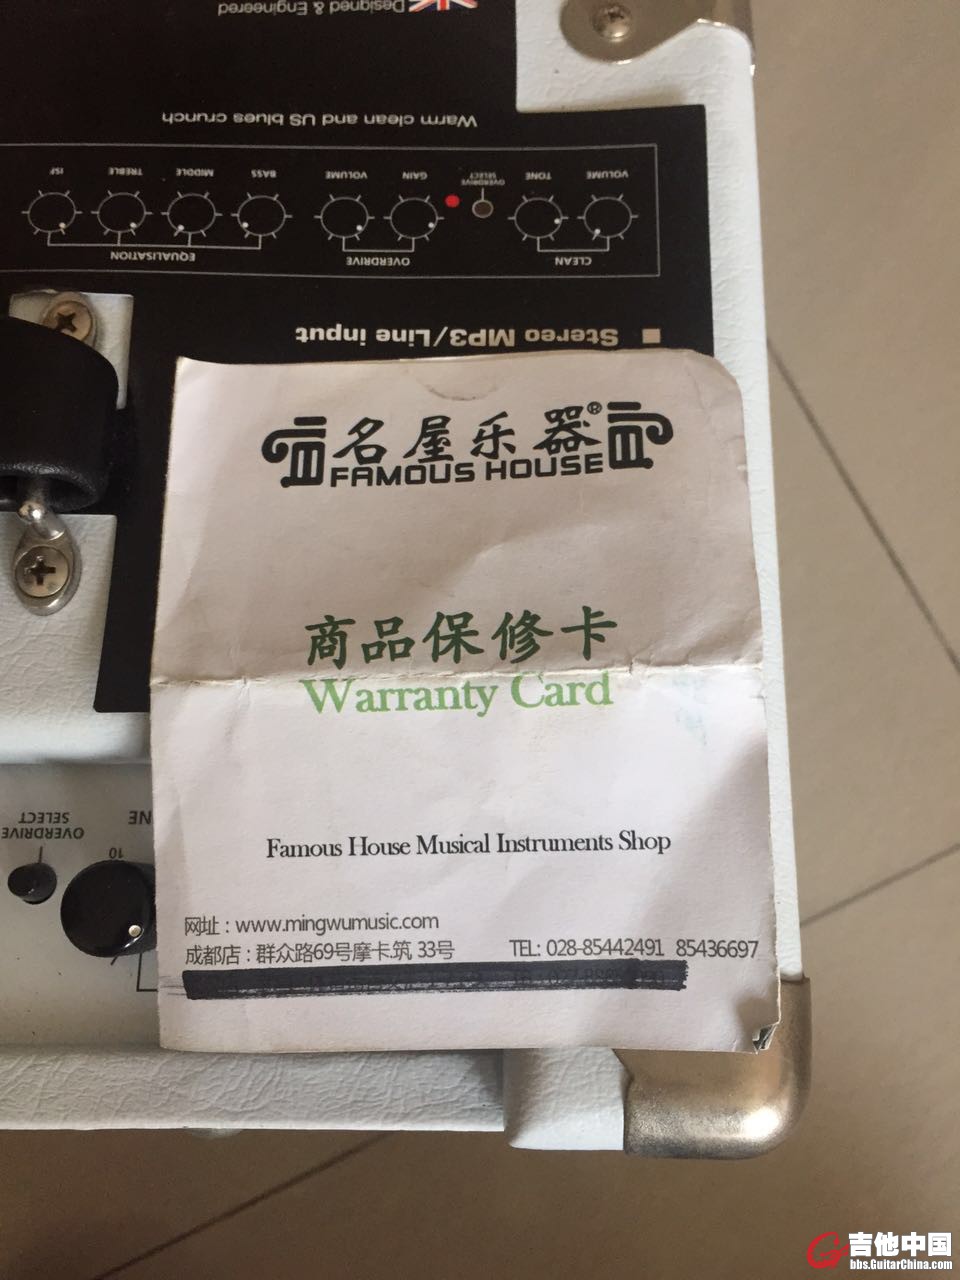 Designed & Engineered
Warm clean and US blues crunch
ISF TREBLE MIDDLE BASS VOLUME GAIN OVERDRIVE SELECT TONE VOLUME
EQUALISATION OVERDRIVE CLEAN
Stereo MP3/Line input
名屋乐器®
FAMOUS HOUSE
商品保修卡
Warranty Card
OVERDRIVE
SELECT
10
Famous House Musical Instruments Shop
网址：www.mingwumusic.com
成都店：群众路69号摩卡.筑 33号 TEL: 028-85442491 85436697
吉他中国
bbs.GuitarChina.com